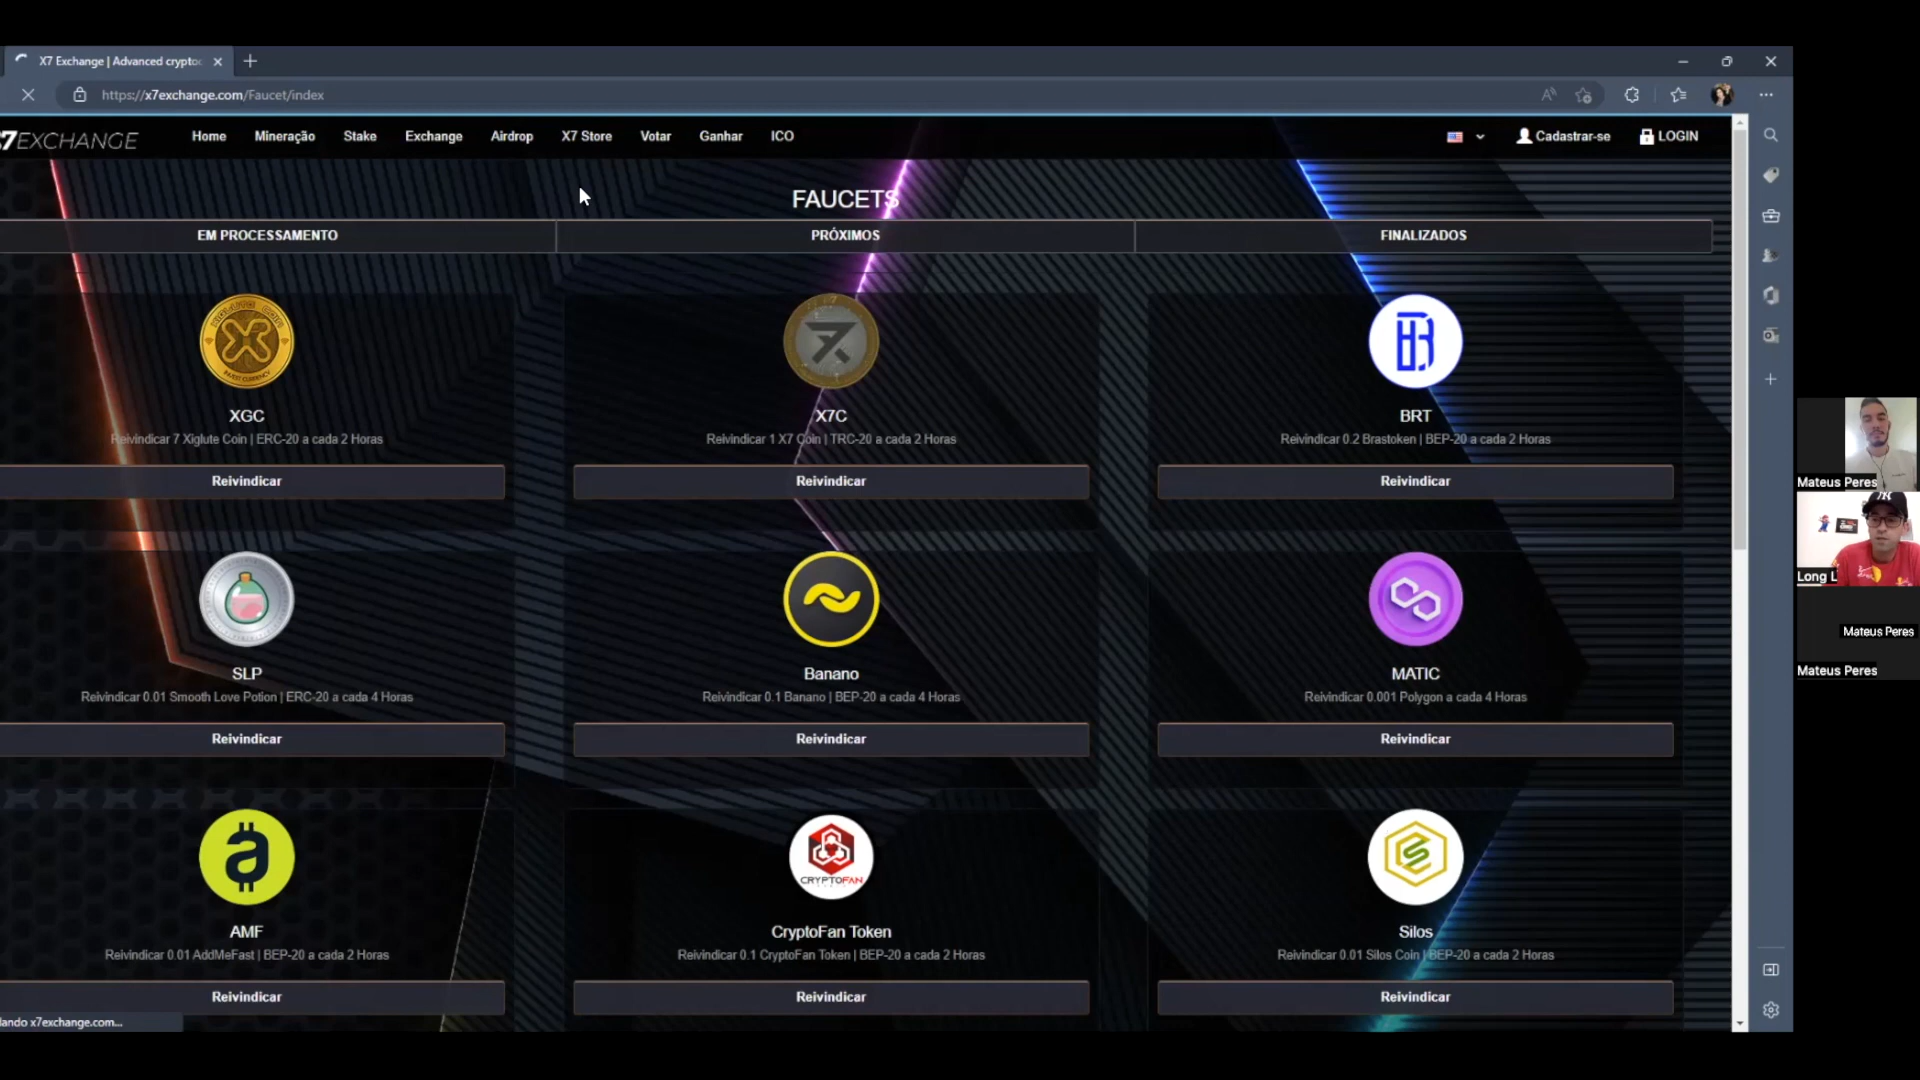 X7 Exchange | Advanced crypto
https://x7exchange.com/Faucet/index
7EXCHANGE
Home
Mineração
Stake
Exchange
Airdrop
X7 Store
Votar
Ganhar
ICO
Cadastrar-se
LOGIN
FAUCETS
EM PROCESSAMENTO
PRÓXIMOS
FINALIZADOS
XGC
Reivindicar 7 Xiglute Coin | ERC-20 a cada 2 Horas
Reivindicar
X7C
Reivindicar 1 X7 Coin | TRC-20 a cada 2 Horas
Reivindicar
BRT
Reivindicar 0.2 Brastoken | BEP-20 a cada 2 Horas
Reivindicar
SLP
Reivindicar 0.01 Smooth Love Potion | ERC-20 a cada 4 Horas
Reivindicar
Banano
Reivindicar 0.1 Banano | BEP-20 a cada 4 Horas
Reivindicar
MATIC
Reivindicar 0.001 Polygon a cada 4 Horas
Reivindicar
AMF
Reivindicar 0.01 AddMeFast | BEP-20 a cada 2 Horas
Reivindicar
CRYPTOFAN
CryptoFan Token
Reivindicar 0.1 CryptoFan Token | BEP-20 a cada 2 Horas
Reivindicar
Silos
Reivindicar 0.01 Silos Coin | BEP-20 a cada 2 Horas
Reivindicar
lando x7exchange.com...
Mateus Peres
Long L
Mateus Peres
Mateus Peres